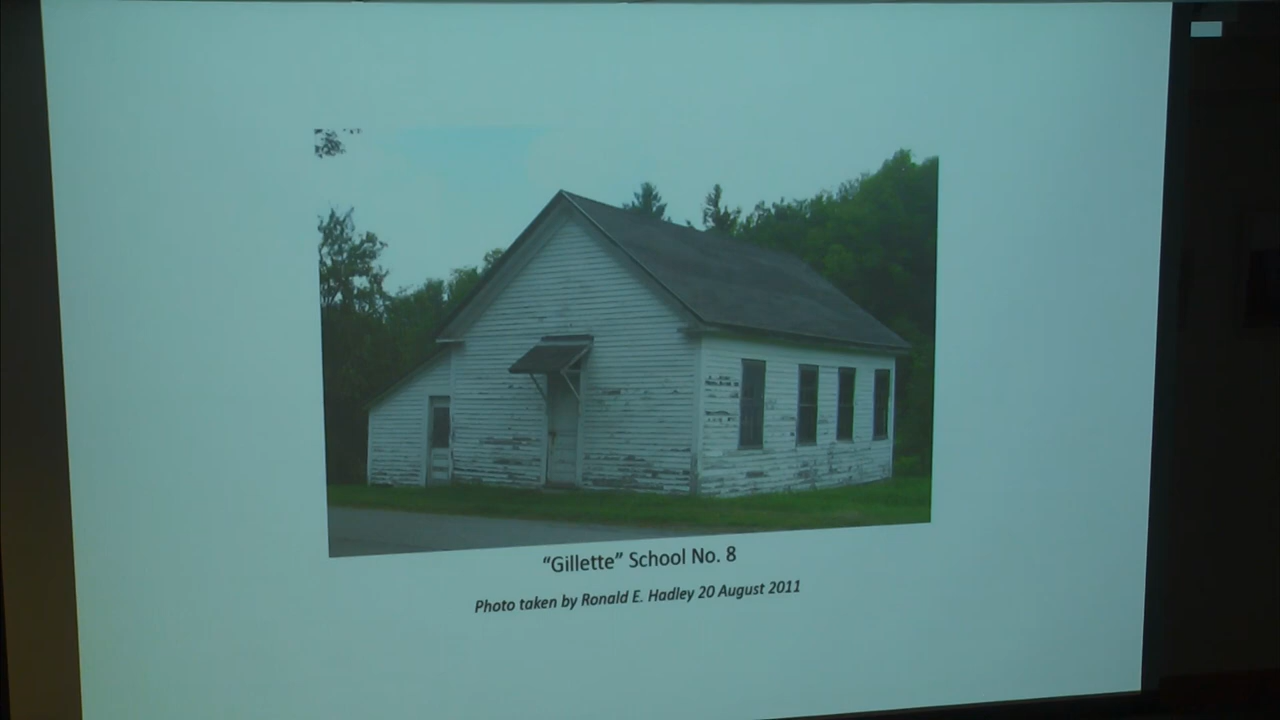 “Gillette” School No. 8
Photo taken by Ronald E. Hadley 20 August 2011